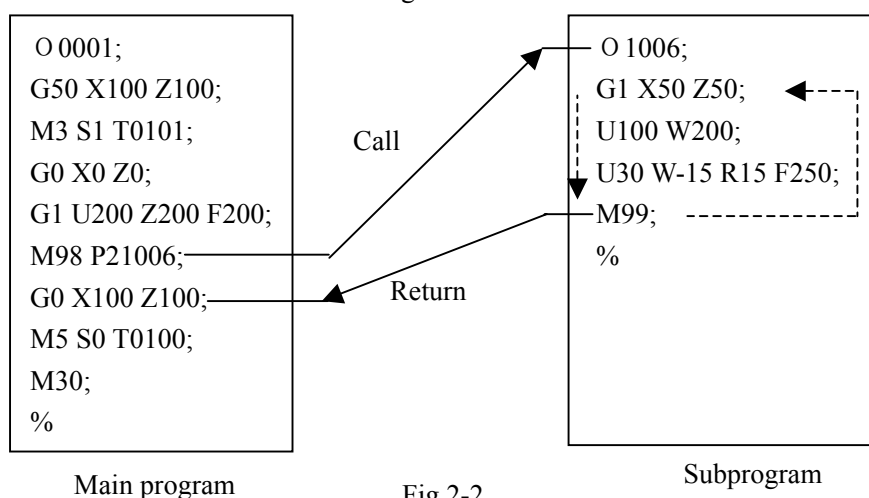 O 0001;
G50 X100 Z100;
M3 S1 T0101;
G0 X0 Z0;
G1 U200 Z200 F200;
M98 P21006;
G0 X100 Z100;
M5 S0 T0100;
M30;
%
Main program
Call
Return
O 1006;
G1 X50 Z50;
U100 W200;
U30 W-15 R15 F250;
M99;
%
Subprogram
Fig 2-2